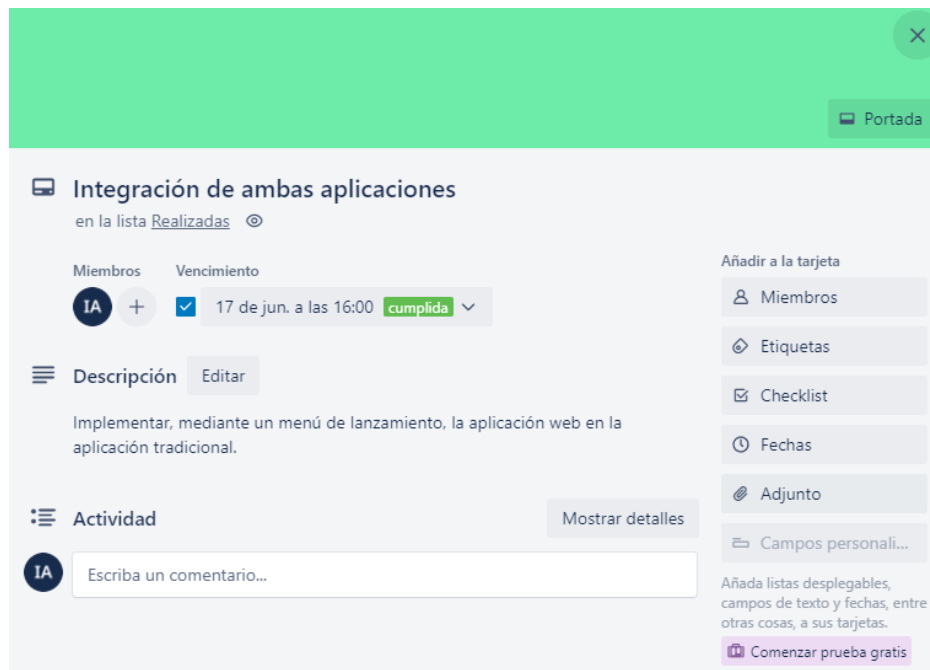 Portada
Integración de ambas aplicaciones
en la lista Realizadas
Miembros Vencimiento
IA 17 de jun. a las 16:00 cumplida
Descripción Editar
Implementar, mediante un menú de lanzamiento, la aplicación web en la
aplicación tradicional.
Actividad Mostrar detalles
IA Escriba un comentario...
Añadir a la tarjeta
Miembros
Etiquetas
Checklist
Fechas
Adjunto
Campos personali...
Añada listas desplegables,
campos de texto y fechas, entre
otras cosas, a sus tarjetas.
Comenzar prueba gratis